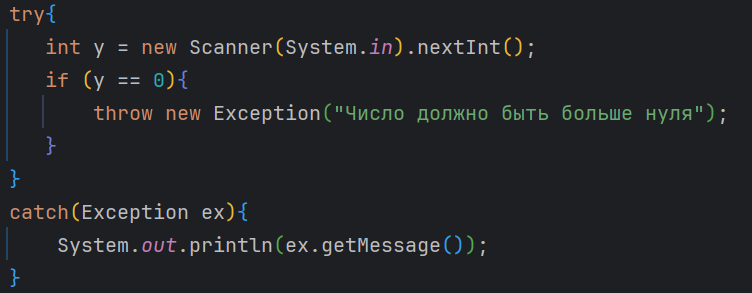 try{
int y = new Scanner(System.in).nextInt();
if (y == 0){
throw new Exception("Число должно быть больше нуля");
}
}
catch(Exception ex){
System.out.println(ex.getMessage());
}